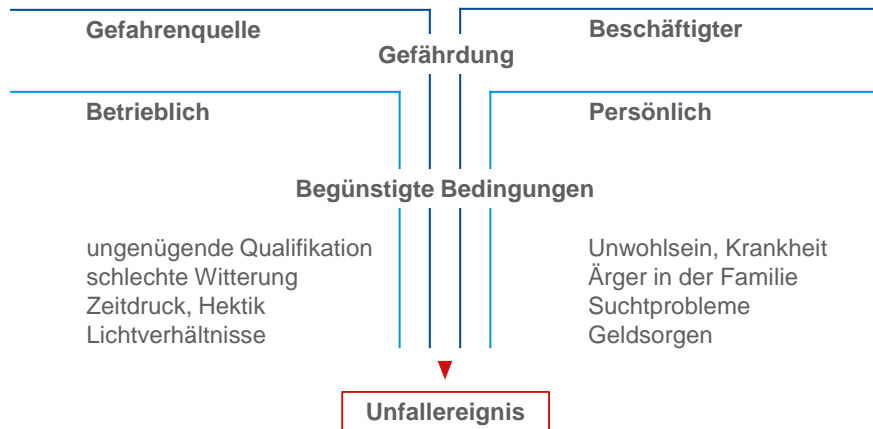 Gefahrenquelle
Beschäftigter
Gefährdung
Betrieblich
Persönlich
Begünstigte Bedingungen
ungenügende Qualifikation
schlechte Witterung
Zeitdruck, Hektik
Lichtverhältnisse
Unwohlsein, Krankheit
Ärger in der Familie
Suchtprobleme
Geldsorgen
Unfallereignis